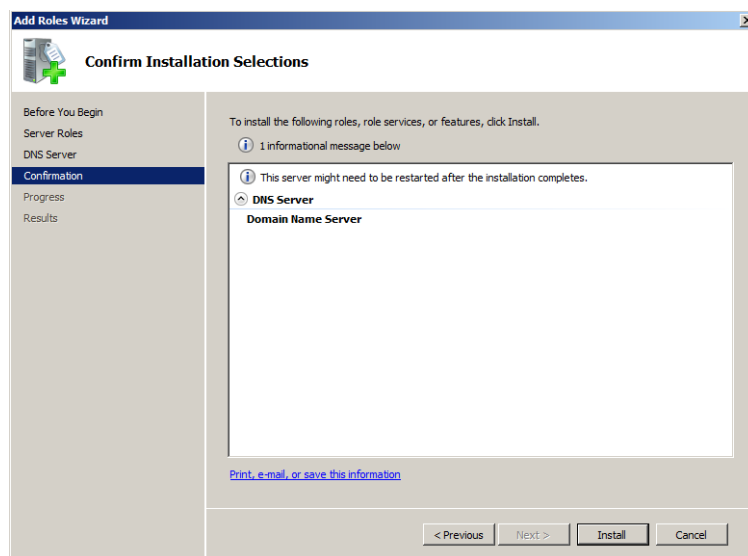 Add Roles Wizard
Confirm Installation Selections
Before You Begin
Server Roles
DNS Server
Confirmation
Progress
Results
To install the following roles, role services, or features, click Install.
1 informational message below
This server might need to be restarted after the installation completes.
DNS Server
Domain Name Server
Print, e-mail, or save this information
< Previous
Next >
Install
Cancel